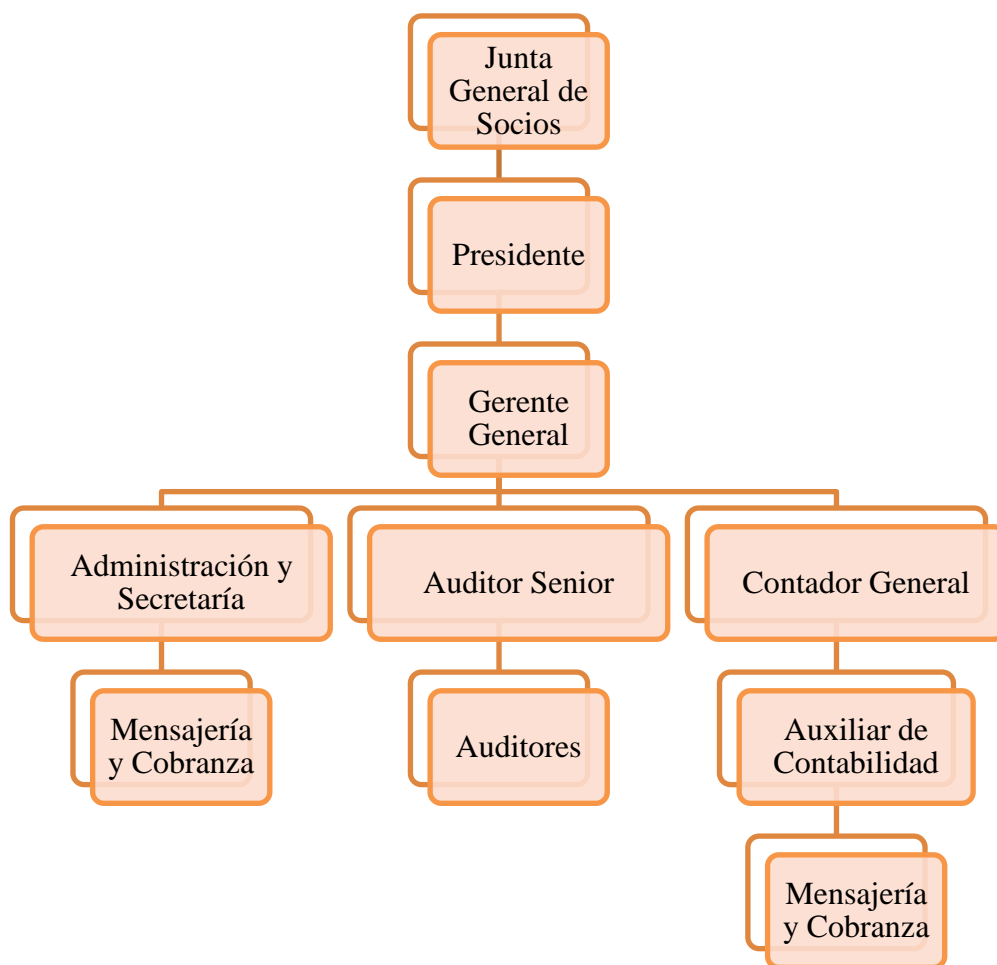 Junta
General de
Socios
Presidente
Gerente
General
Administración y
Secretaría
Auditor Senior
Contador General
Mensajería
y Cobranza
Auditores
Auxiliar de
Contabilidad
Mensajería
y Cobranza